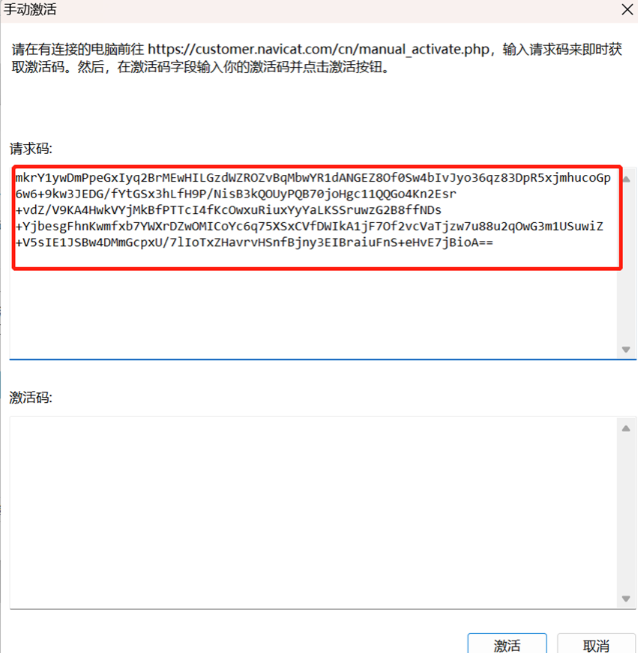 手动激活
请在有连接的电脑前往 https://customer.navicat.com/cn/manual_activate.php，输入请求码来即时获
取激活码。然后，在激活码字段输入你的激活码并点击激活按钮。
请求码:
mkrY1ywDmPpeGxIyq2BrMEwHILGzdWZROZvBqMbwYR1dANGEZ8Of0Sw4bIvJyo36qz83DpR5xjmhucoGp
6w6+9kw3JEDG/fYtGSx3hLfH9P/NisB3kQOUyPQB70joHgc11QQGo4Kn2Esr
+vdZ/V9KA4HwkVYjMkBfPTTcI4fKcOwxuRiuxYyYaLKSSruwzG2B8ffNDs
+YjbesgFhnKwmfxb7YWXrDZwOMICoYc6q75XSxCVfDWIkA1jF7Of2vcVaTjzw7u88u2qOwG3m1USuwiZ
+V5sIE1JSBw4DMmGcpxU/7lIoTxZHavrvHSnfBjny3EIBraiuFnS+eHvE7jBioA==
激活码:
激活
取消